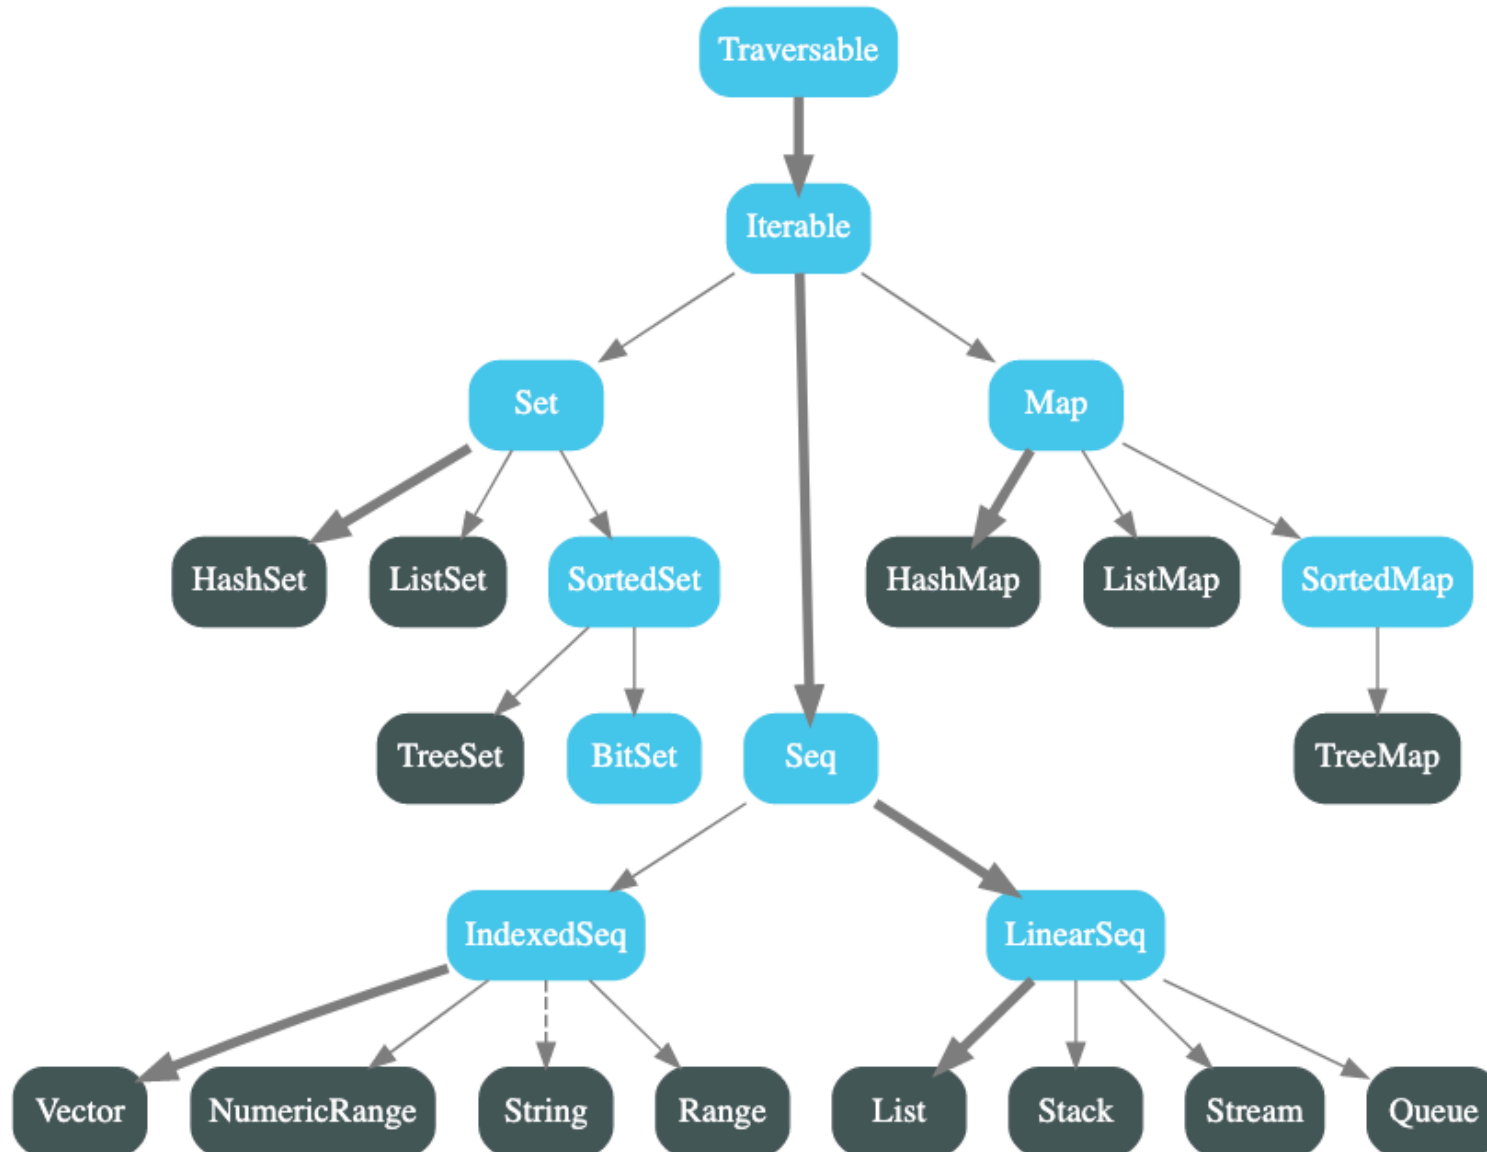 Traversable
Iterable
Set
Map
HashSet
ListSet
SortedSet
HashMap
ListMap
SortedMap
TreeSet
BitSet
Seq
TreeMap
IndexedSeq
LinearSeq
Vector
NumericRange
String
Range
List
Stack
Stream
Queue